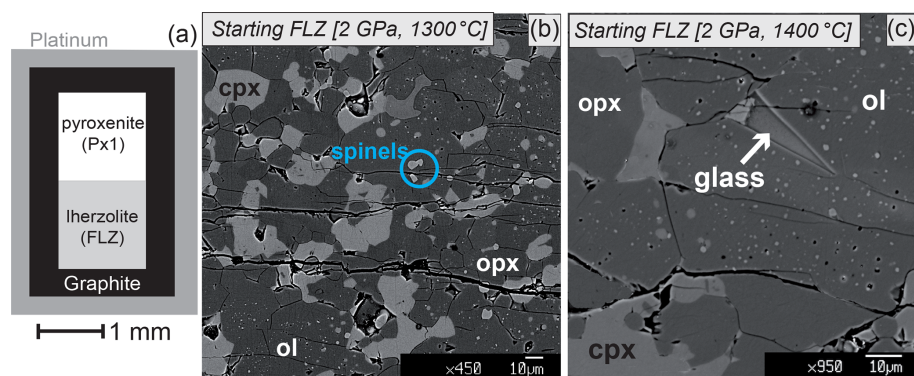 Platinum
(a)
pyroxenite
(Px1)
lherzolite
(FLZ)
Graphite
1 mm
Starting FLZ [2 GPa, 1300°C]
(b)
cpx
spinels
opx
ol
×450 10µm
Starting FLZ [2 GPa, 1400°C]
(c)
opx
ol
glass
cpx
×950 10µm